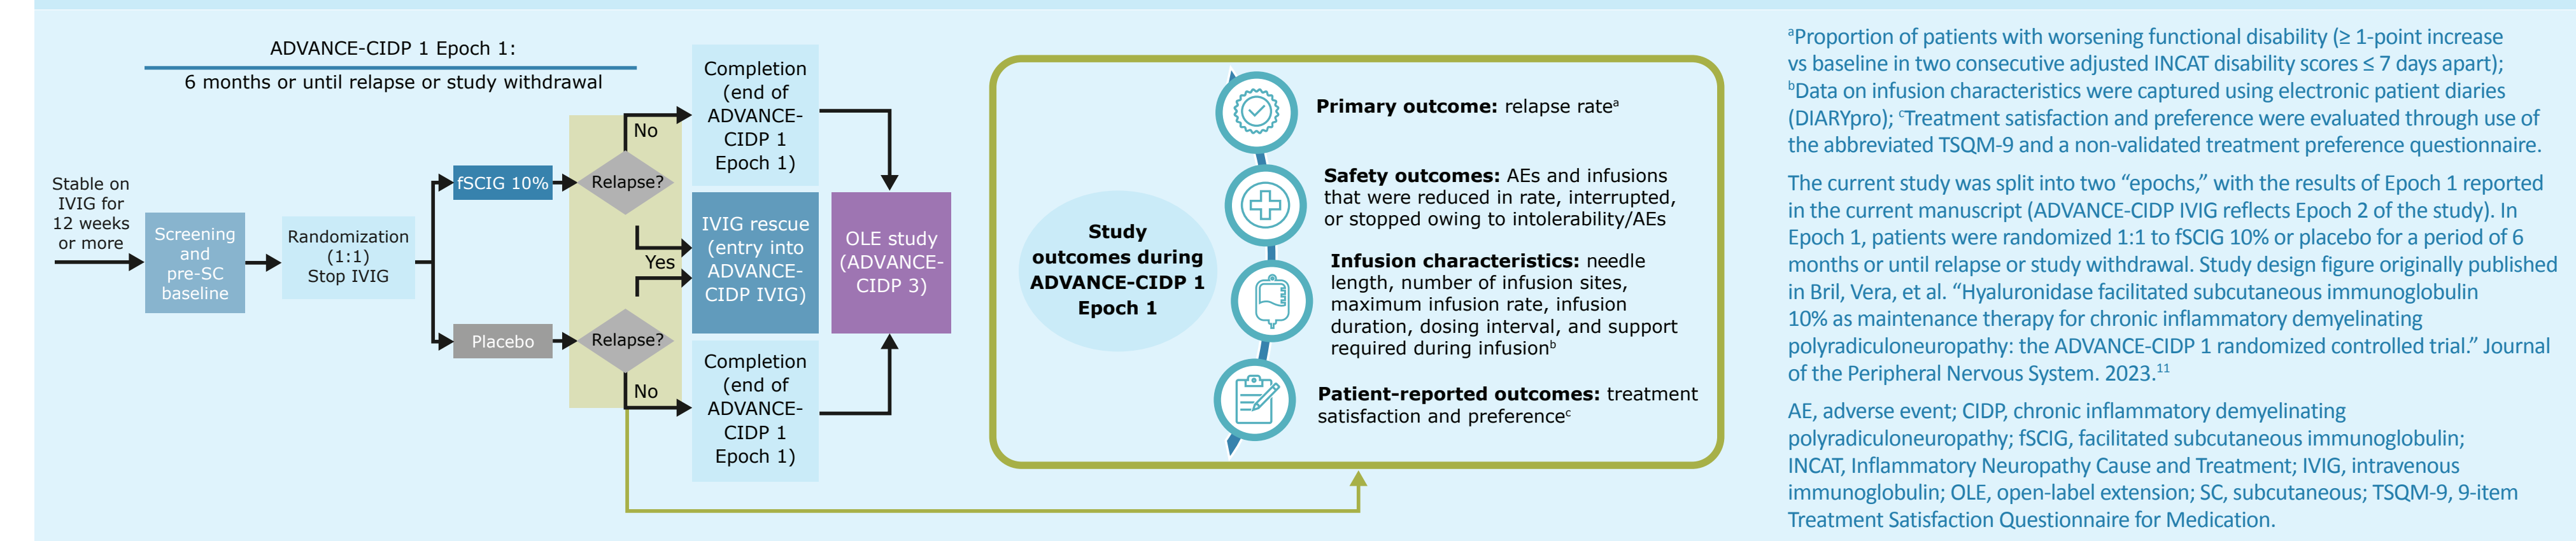 ADVANCE-CIDP 1 Epoch 1:
6 months or until relapse or study withdrawal
Stable on
IVIG for
12 weeks
or more
Screening
and
pre-SC
baseline
Randomization
(1:1)
Stop IVIG
fSCIG 10%
Placebo
Relapse?
No
Yes
Relapse?
No
Completion
(end of
ADVANCE-
CIDP 1
Epoch 1)
IVIG rescue
(entry into
ADVANCE-
CIDP IVIG)
Completion
(end of
ADVANCE-
CIDP 1
Epoch 1)
OLE study
(ADVANCE-
CIDP 3)
Study
outcomes during
ADVANCE-CIDP 1
Epoch 1
Primary outcome: relapse rateᵃ
Safety outcomes: AEs and infusions
that were reduced in rate, interrupted,
or stopped owing to intolerability/AEs
Infusion characteristics: needle
length, number of infusion sites,
maximum infusion rate, infusion
duration, dosing interval, and support
required during infusionᵇ
Patient-reported outcomes: treatment
satisfaction and preferenceᶜ
ᵃProportion of patients with worsening functional disability (≥ 1-point increase
vs baseline in two consecutive adjusted INCAT disability scores ≤ 7 days apart);
ᵇData on infusion characteristics were captured using electronic patient diaries
(DIARYpro); ᶜTreatment satisfaction and preference were evaluated through use of
the abbreviated TSQM-9 and a non-validated treatment preference questionnaire.
The current study was split into two “epochs,” with the results of Epoch 1 reported
in the current manuscript (ADVANCE-CIDP IVIG reflects Epoch 2 of the study). In
Epoch 1, patients were randomized 1:1 to fSCIG 10% or placebo for a period of 6
months or until relapse or study withdrawal. Study design figure originally published
in Bril, Vera, et al. “Hyaluronidase facilitated subcutaneous immunoglobulin
10% as maintenance therapy for chronic inflammatory demyelinating
polyradiculoneuropathy: the ADVANCE-CIDP 1 randomized controlled trial.” Journal
of the Peripheral Nervous System. 2023.¹¹
AE, adverse event; CIDP, chronic inflammatory demyelinating
polyradiculoneuropathy; fSCIG, facilitated subcutaneous immunoglobulin;
INCAT, Inflammatory Neuropathy Cause and Treatment; IVIG, intravenous
immunoglobulin; OLE, open-label extension; SC, subcutaneous; TSQM-9, 9-item
Treatment Satisfaction Questionnaire for Medication.